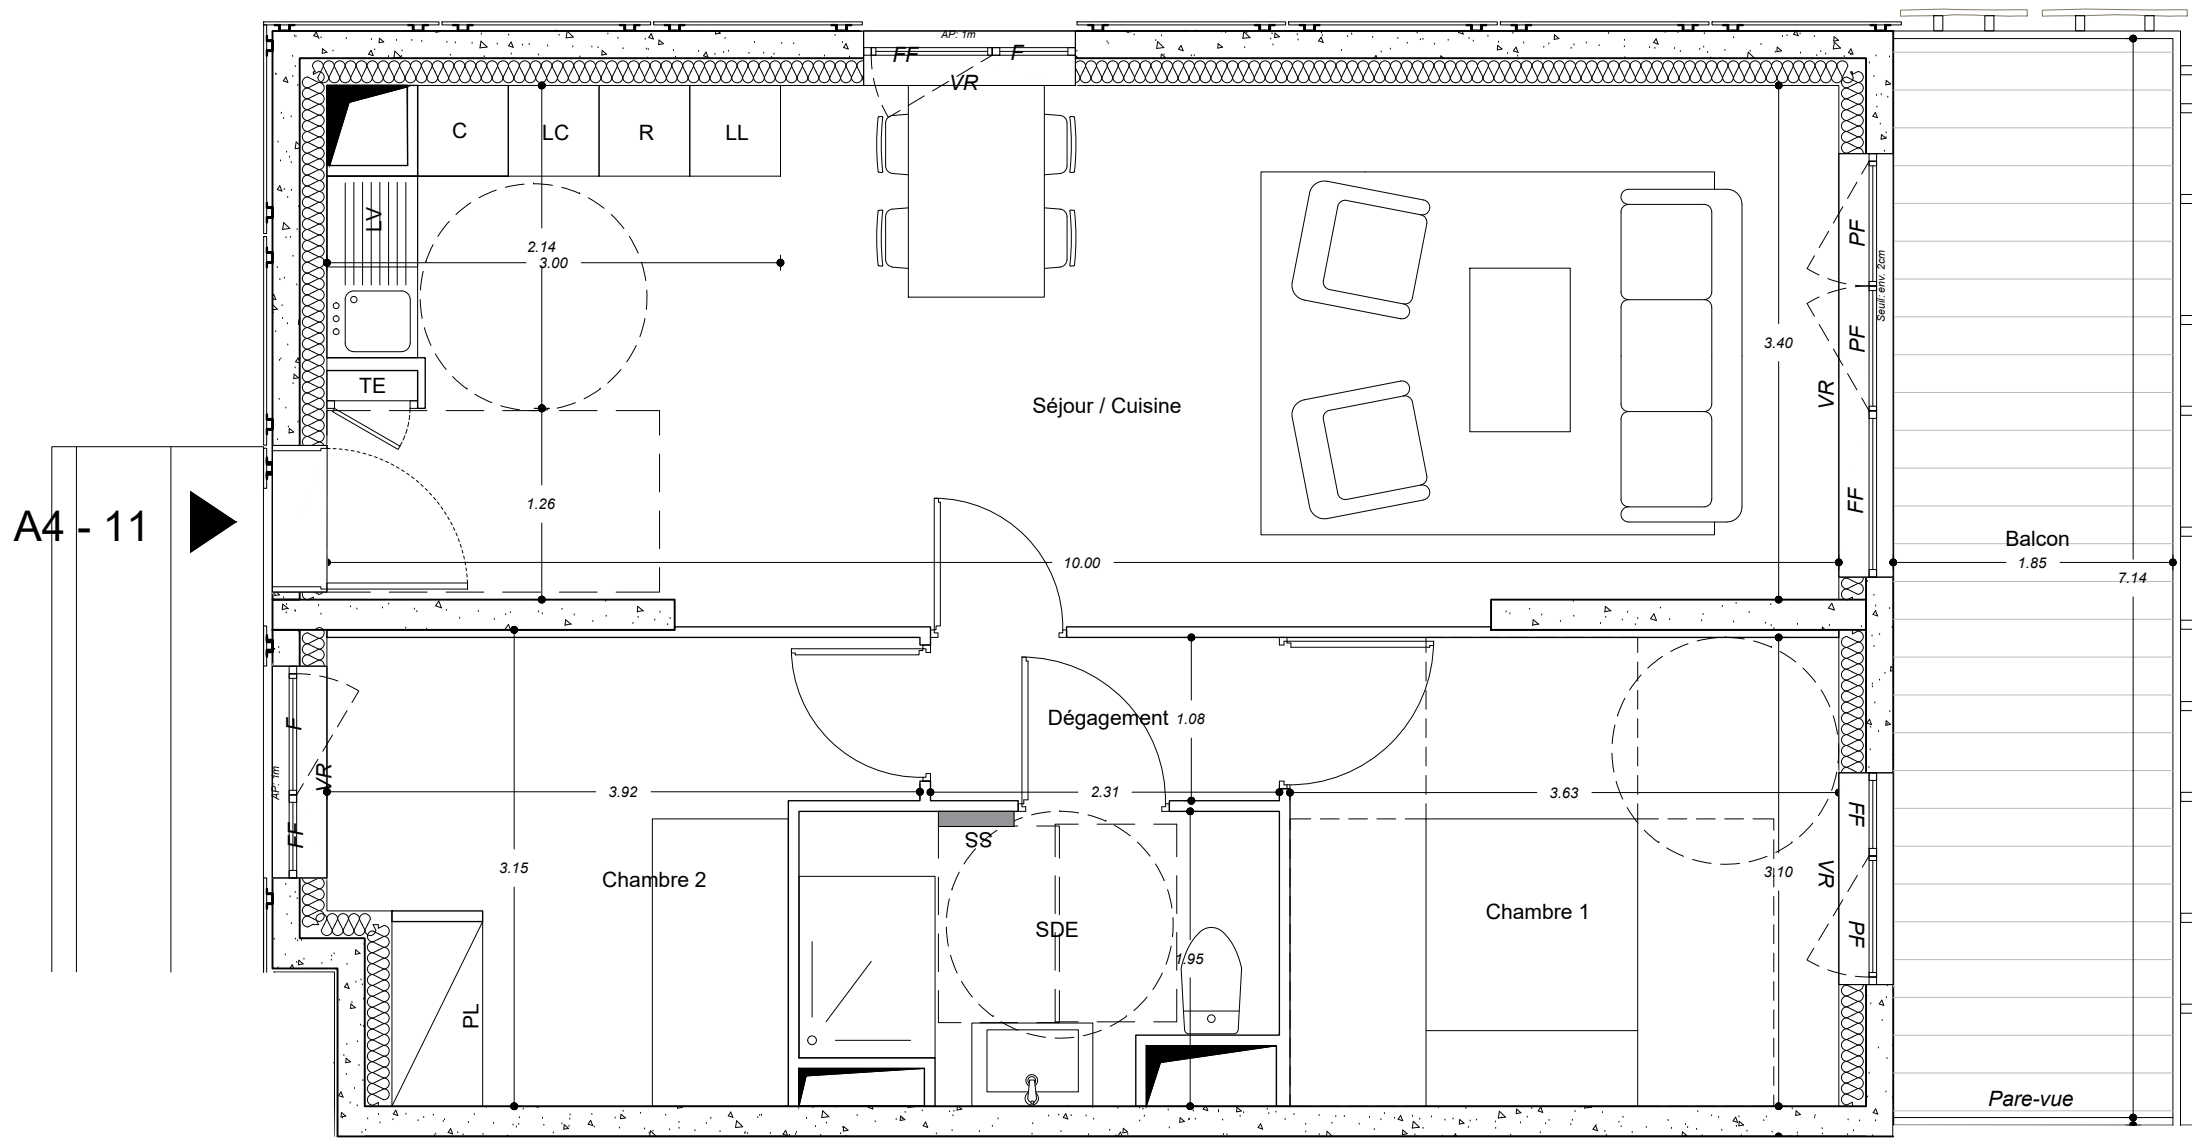 AP: 1m
FF F
VR
C LC R LL
LV
2.14
3.00
PF
Seuil: env. 2cm
PF
3.40
VR
TE
Séjour / Cuisine
FF
1.26
A4 - 11
Balcon
10.00
1.85
7.14
F
Dégagement 1.08
AP: 1m
VR
3.92
2.31
3.63
FF
FF
SS
3.15
Chambre 2
3.10
VR
Chambre 1
SDE
PF
1.95
PL
Pare-vue